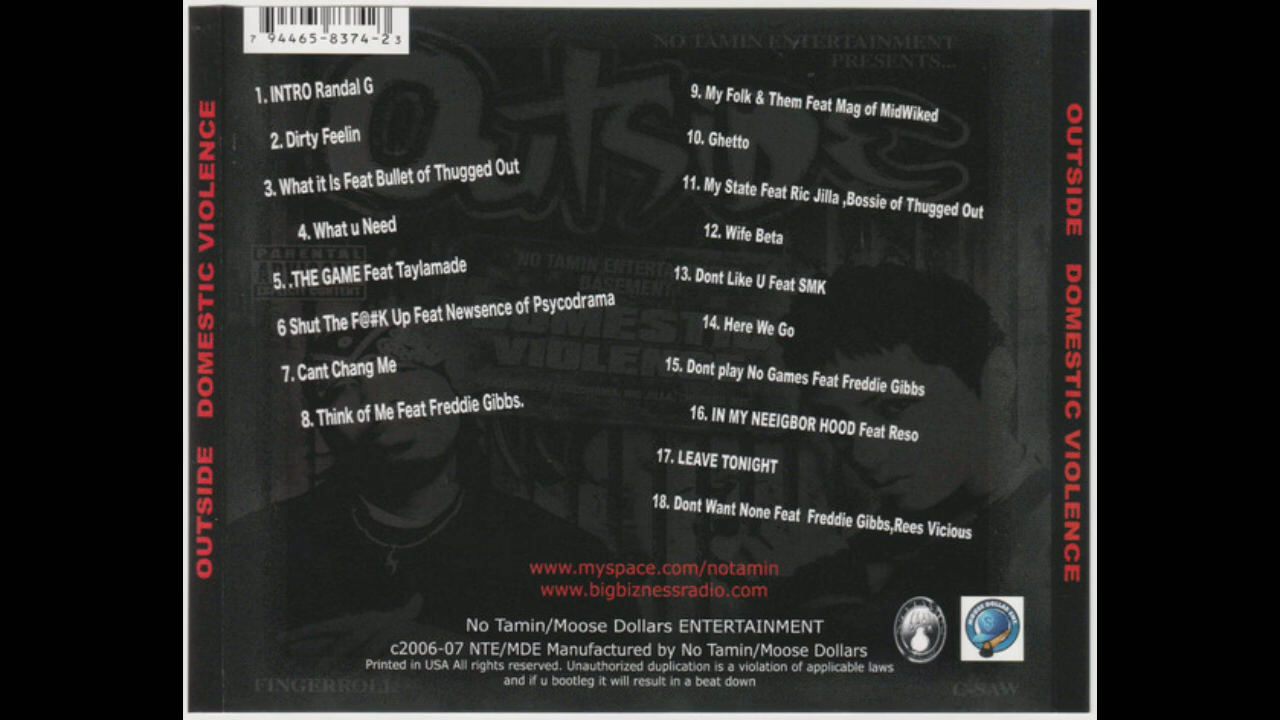 7 94465-8374-2 3
NO TAMIN ENTERTAINMENT
PRESENTS...
OUTSIDE
OUTSIDE DOMESTIC VIOLENCE
1. INTRO Randal G
2. Dirty Feelin
3. What it Is Feat Bullet of Thugged Out
4. What u Need
5. .THE GAME Feat Taylamade
6 Shut The F@#K Up Feat Newsence of Psycodrama
7. Cant Chang Me
8. Think of Me Feat Freddie Gibbs.
9. My Folk & Them Feat Mag of MidWiked
10. Ghetto
11. My State Feat Ric Jilla ,Bossie of Thugged Out
12. Wife Beta
13. Dont Like U Feat SMK
14. Here We Go
15. Dont play No Games Feat Freddie Gibbs
16. IN MY NEEIGBOR HOOD Feat Reso
17. LEAVE TONIGHT
18. Dont Want None Feat Freddie Gibbs,Rees Vicious
OUTSIDE DOMESTIC VIOLENCE
PARENTAL
NO TAMIN
DOMESTIC
VIOLENCE
www.myspace.com/notamin
www.bigbiznessradio.com
No Tamin/Moose Dollars ENTERTAINMENT
c2006-07 NTE/MDE Manufactured by No Tamin/Moose Dollars
Printed in USA All rights reserved. Unauthorized duplication is a violation of applicable laws
and if u bootleg it will result in a beat down
FINGERROLL
C-SAW